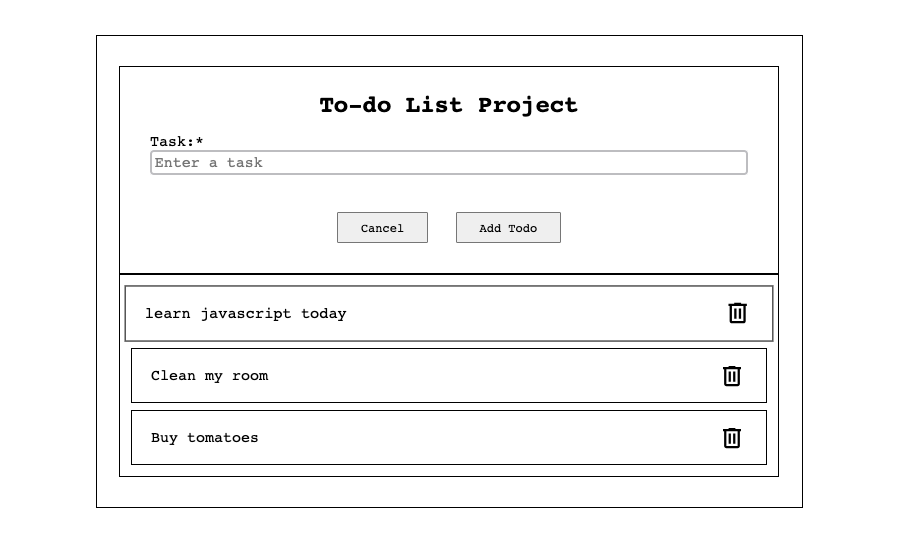 To-do List Project
Task:*
Enter a task
Cancel Add Todo
learn javascript today
Clean my room
Buy tomatoes